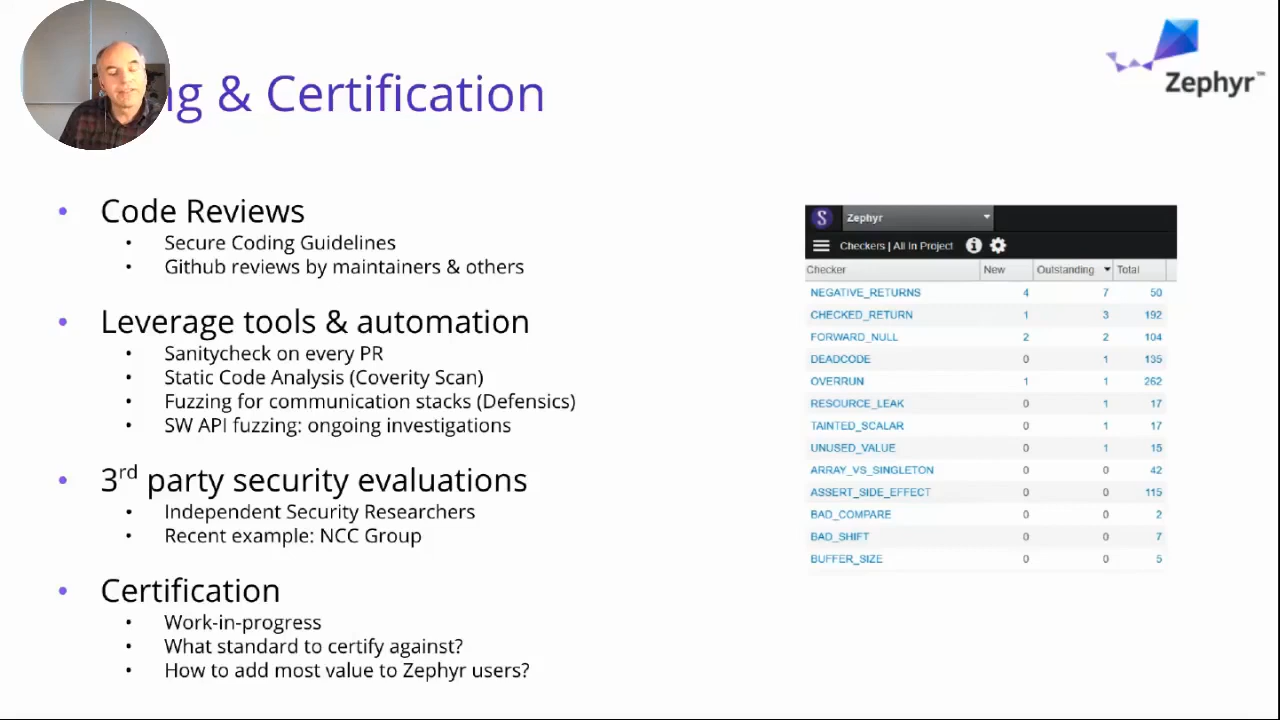 & Certification
Zephyr™
• Code Reviews
• Secure Coding Guidelines
• Github reviews by maintainers & others
• Leverage tools & automation
• Sanitycheck on every PR
• Static Code Analysis (Coverity Scan)
• Fuzzing for communication stacks (Defensics)
• SW API fuzzing: ongoing investigations
• 3rd party security evaluations
• Independent Security Researchers
• Recent example: NCC Group
• Certification
• Work-in-progress
• What standard to certify against?
• How to add most value to Zephyr users?
S Zephyr
Checkers | All In Project
Checker New Outstanding Total
NEGATIVE_RETURNS 4 7 50
CHECKED_RETURN 1 3 192
FORWARD_NULL 2 2 104
DEADCODE 0 1 135
OVERRUN 1 1 262
RESOURCE_LEAK 0 1 17
TAINTED_SCALAR 0 1 17
UNUSED_VALUE 0 1 15
ARRAY_VS_SINGLETON 0 0 42
ASSERT_SIDE_EFFECT 0 0 115
BAD_COMPARE 0 0 2
BAD_SHIFT 0 0 7
BUFFER_SIZE 0 0 5